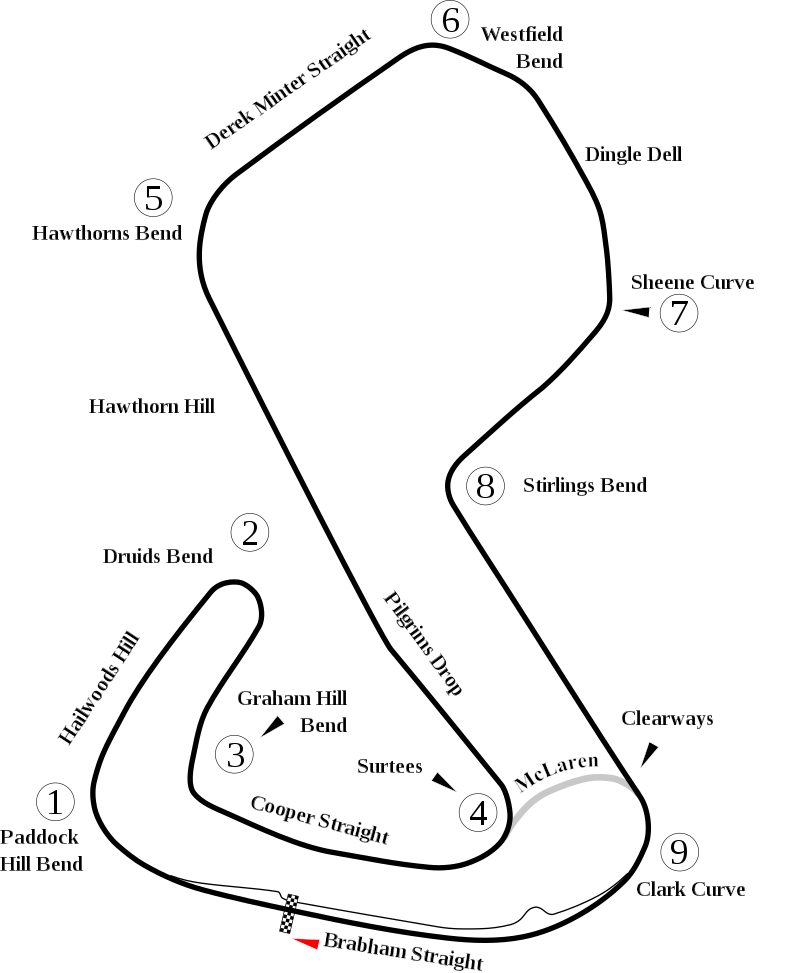 6
Westfield
Bend
Derek Minter Straight
Dingle Dell
5
Hawthorns Bend
Sheene Curve
7
Hawthorn Hill
8
Stirlings Bend
2
Druids Bend
Pilgrims Drop
Hailwoods Hill
Graham Hill
Bend
3
Clearways
Surtees
McLaren
4
1
Paddock
Hill Bend
Cooper Straight
9
Clark Curve
Brabham Straight